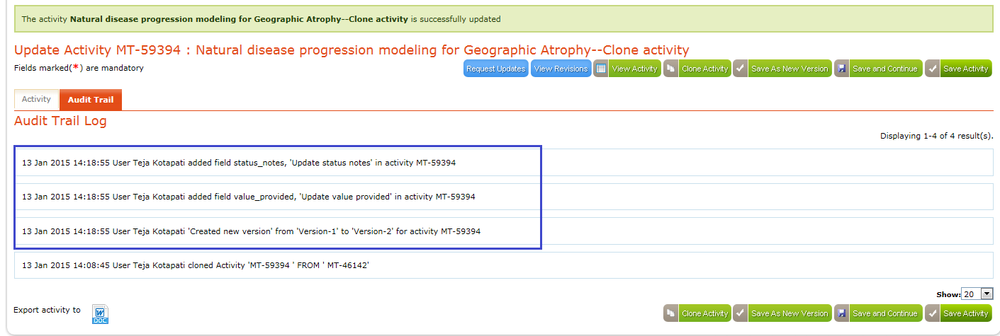 The activity Natural disease progression modeling for Geographic Atrophy--Clone activity is successfully updated
Update Activity MT-59394 : Natural disease progression modeling for Geographic Atrophy--Clone activity
Fields marked(*) are mandatory
Request Updates View Revisions View Activity Clone Activity Save As New Version Save and Continue Save Activity
Activity Audit Trail
Audit Trail Log
Displaying 1-4 of 4 result(s).
13 Jan 2015 14:18:55 User Teja Kotapati added field status_notes, 'Update status notes' in activity MT-59394
13 Jan 2015 14:18:55 User Teja Kotapati added field value_provided, 'Update value provided' in activity MT-59394
13 Jan 2015 14:18:55 User Teja Kotapati 'Created new version' from 'Version-1' to 'Version-2' for activity MT-59394
13 Jan 2015 14:08:45 User Teja Kotapati cloned Activity 'MT-59394 ' FROM ' MT-46142'
Show: 20
Export activity to W DOC
Clone Activity Save As New Version Save and Continue Save Activity